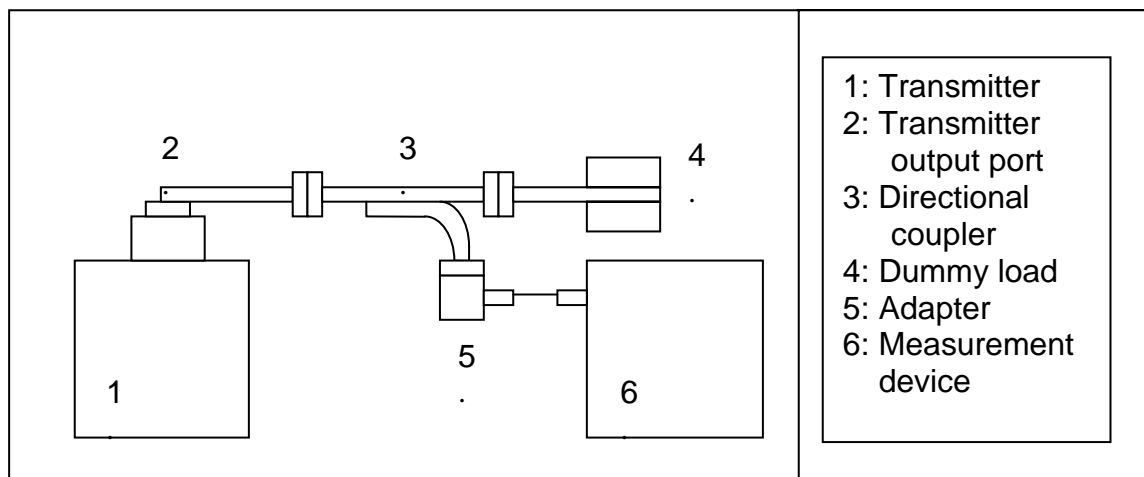 2
3
4
5
1
6
1: Transmitter
2: Transmitter
output port
3: Directional
coupler
4: Dummy load
5: Adapter
6: Measurement
device